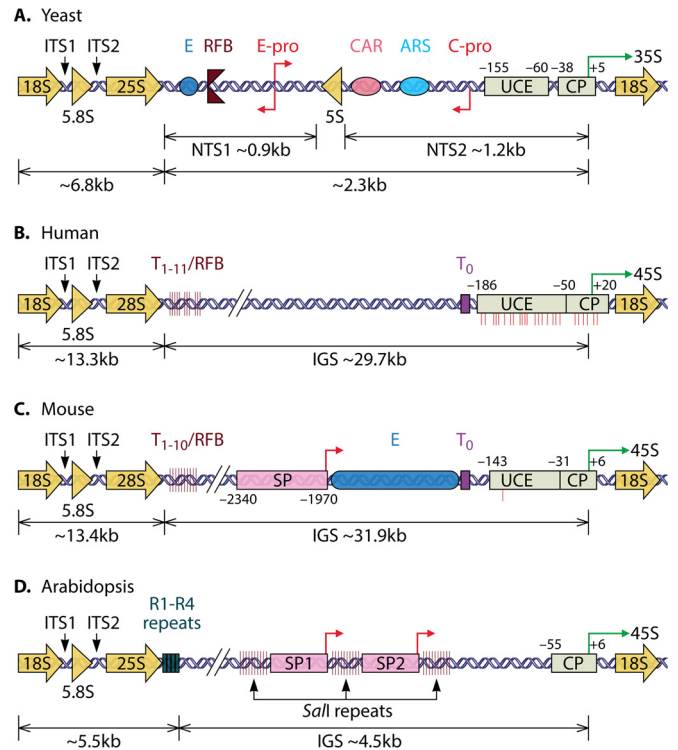 A. Yeast
ITS1 ITS2 E RFB E-pro CAR ARS C-pro −155 −60 −38 +5 35S
18S 25S UCE CP 18S
5.8S 5S
NTS1 ~0.9kb NTS2 ~1.2kb
~6.8kb ~2.3kb
B. Human
ITS1 ITS2 T1-11/RFB T0 −186 −50 +20 45S
18S 28S UCE CP 18S
5.8S
~13.3kb IGS ~29.7kb
C. Mouse
ITS1 ITS2 T1-10/RFB E T0 −143 −31 +6 45S
18S 28S SP UCE CP 18S
5.8S −2340 −1970
~13.4kb IGS ~31.9kb
D. Arabidopsis
R1-R4
ITS1 ITS2 repeats −55 +6 45S
18S 25S SP1 SP2 CP 18S
5.8S
SalI repeats
~5.5kb IGS ~4.5kb